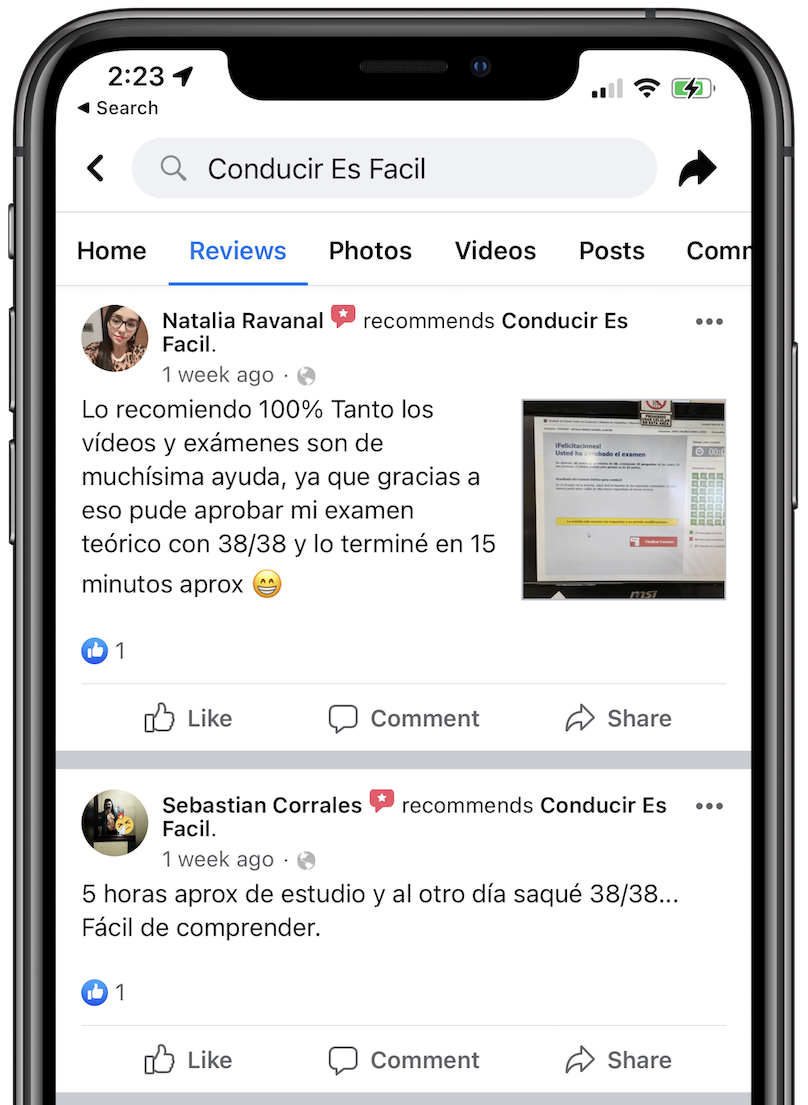 2:23
Search
Conducir Es Facil
Home Reviews Photos Videos Posts Comm
Natalia Ravanal recommends Conducir Es
Facil.
1 week ago ·
Lo recomiendo 100% Tanto los
vídeos y exámenes son de
muchísima ayuda, ya que gracias a
eso pude aprobar mi examen
teórico con 38/38 y lo terminé en 15
minutos aprox 😁
¡Felicitaciones!
Usted ha aprobado el examen
Finalizar Examen
msi
1
Like Comment Share
Sebastian Corrales recommends Conducir Es
Facil.
1 week ago ·
5 horas aprox de estudio y al otro día saqué 38/38...
Fácil de comprender.
1
Like Comment Share